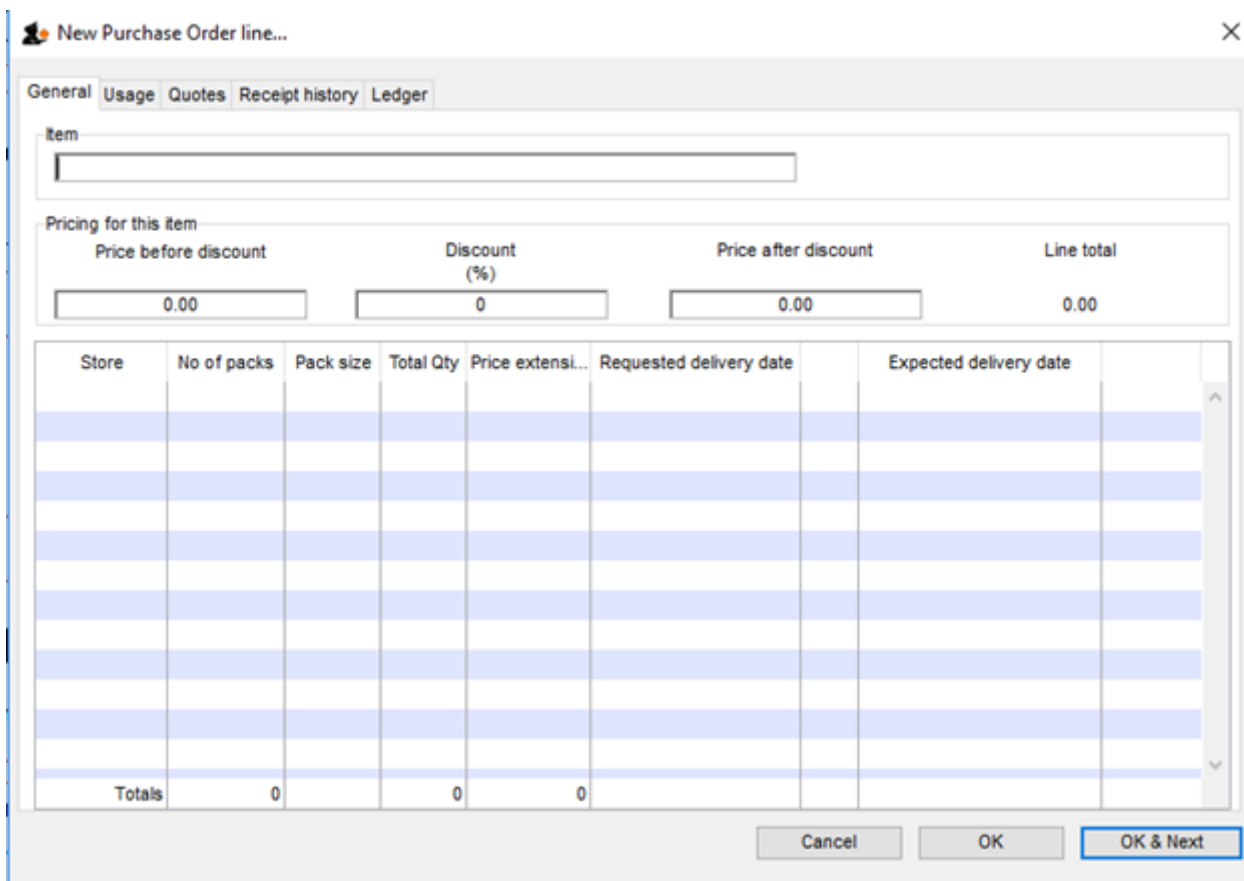 New Purchase Order line...
General Usage Quotes Receipt history Ledger
Item
Pricing for this item
Price before discount Discount (%) Price after discount Line total
0.00 0 0.00 0.00
Store No of packs Pack size Total Qty Price extensi... Requested delivery date Expected delivery date
Totals 0 0 0
Cancel OK OK & Next